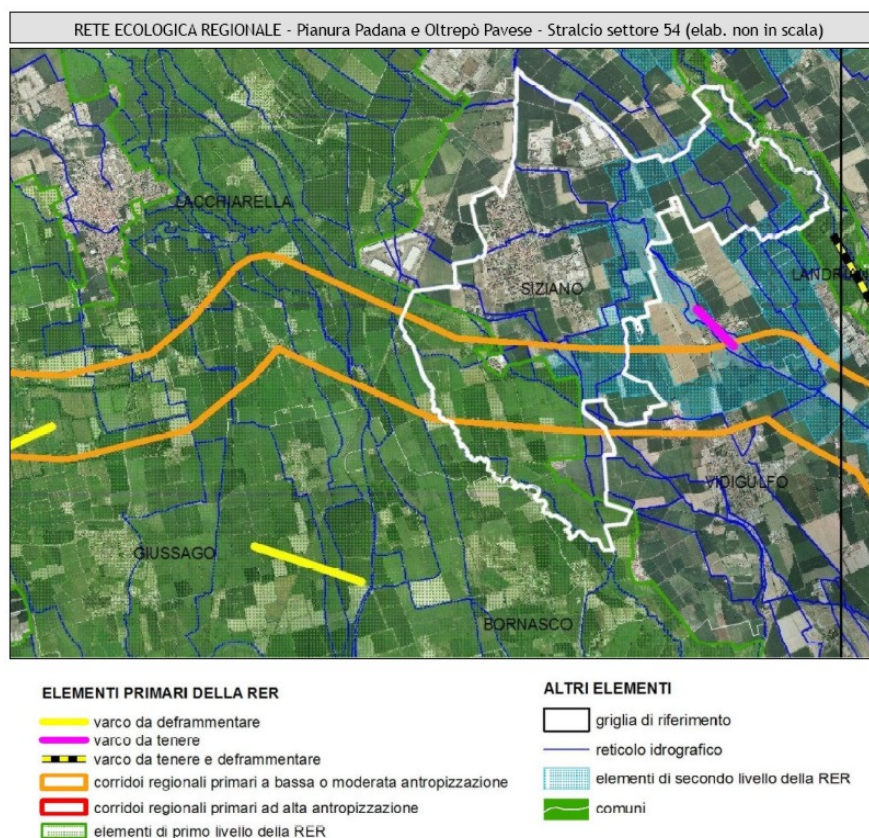 RETE ECOLOGICA REGIONALE - Pianura Padana e Oltrepò Pavese - Stralcio settore 54 (elab. non in scala)
LACCHIARELLA
SIZIANO
VIDIGULFO
GIUSSAGO
BORNASCO
ELEMENTI PRIMARI DELLA RER
varco da deframmentare
varco da tenere
varco da tenere e deframmentare
corridoi regionali primari a bassa o moderata antropizzazione
corridoi regionali primari ad alta antropizzazione
elementi di primo livello della RER
ALTRI ELEMENTI
griglia di riferimento
reticolo idrografico
elementi di secondo livello della RER
comuni